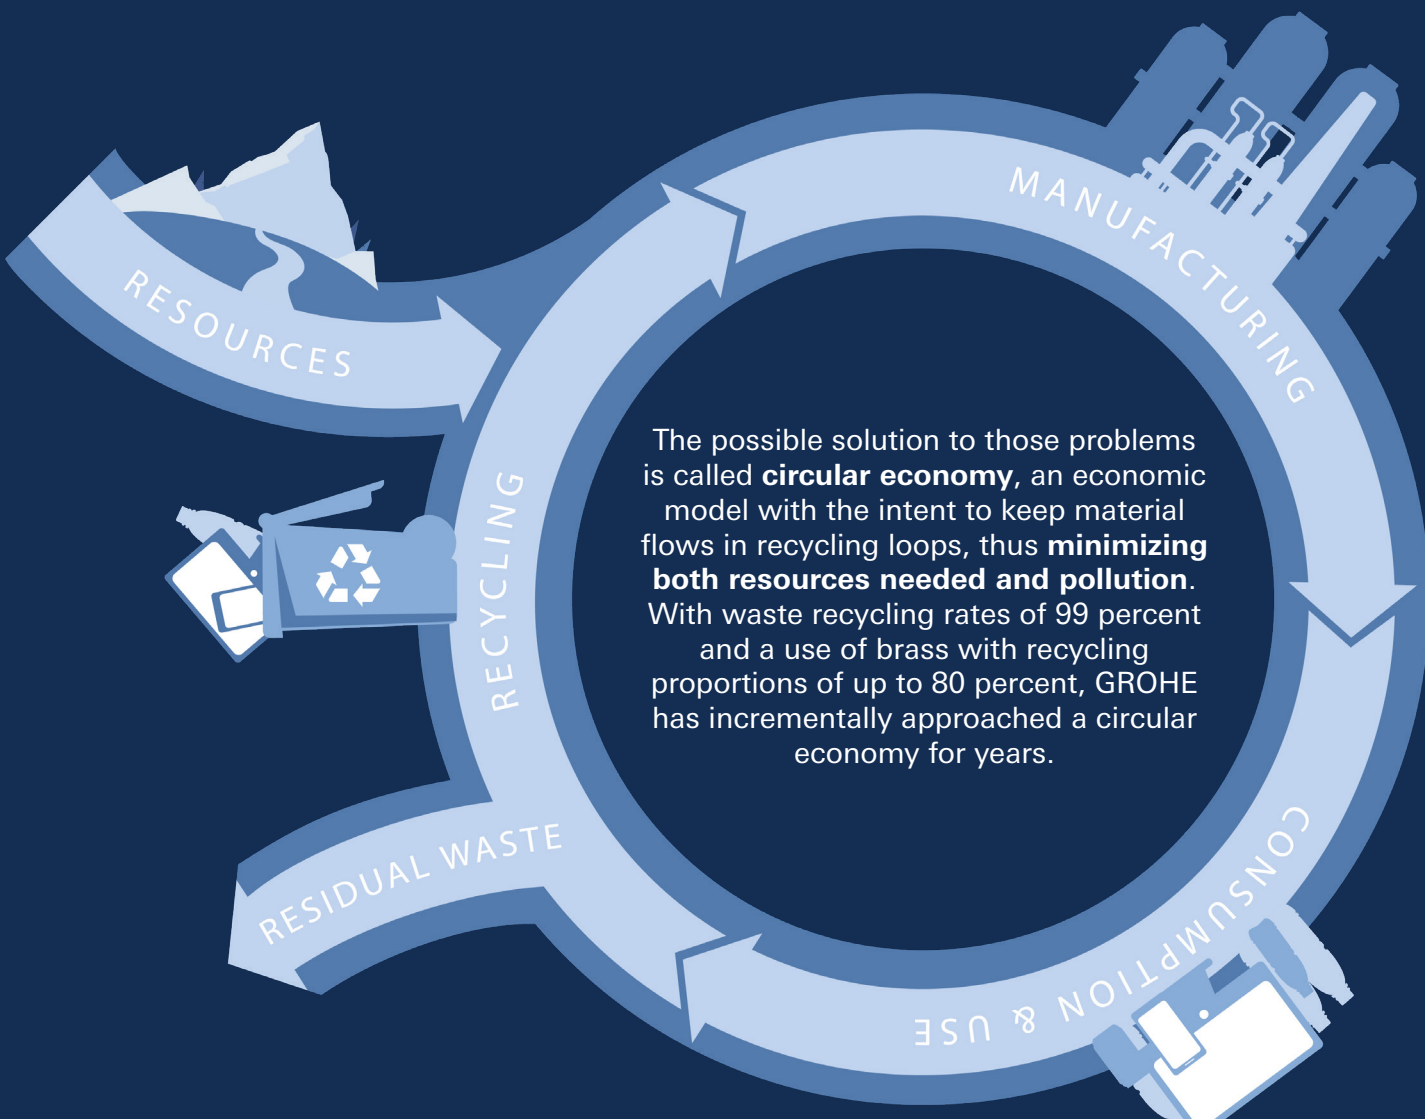 RESOURCES
MANUFACTURING
The possible solution to those problems
is called circular economy, an economic
model with the intent to keep material
flows in recycling loops, thus minimizing
both resources needed and pollution.
With waste recycling rates of 99 percent
and a use of brass with recycling
proportions of up to 80 percent, GROHE
has incrementally approached a circular
economy for years.
RECYCLING
RESIDUAL WASTE
CONSUMPTION & USE